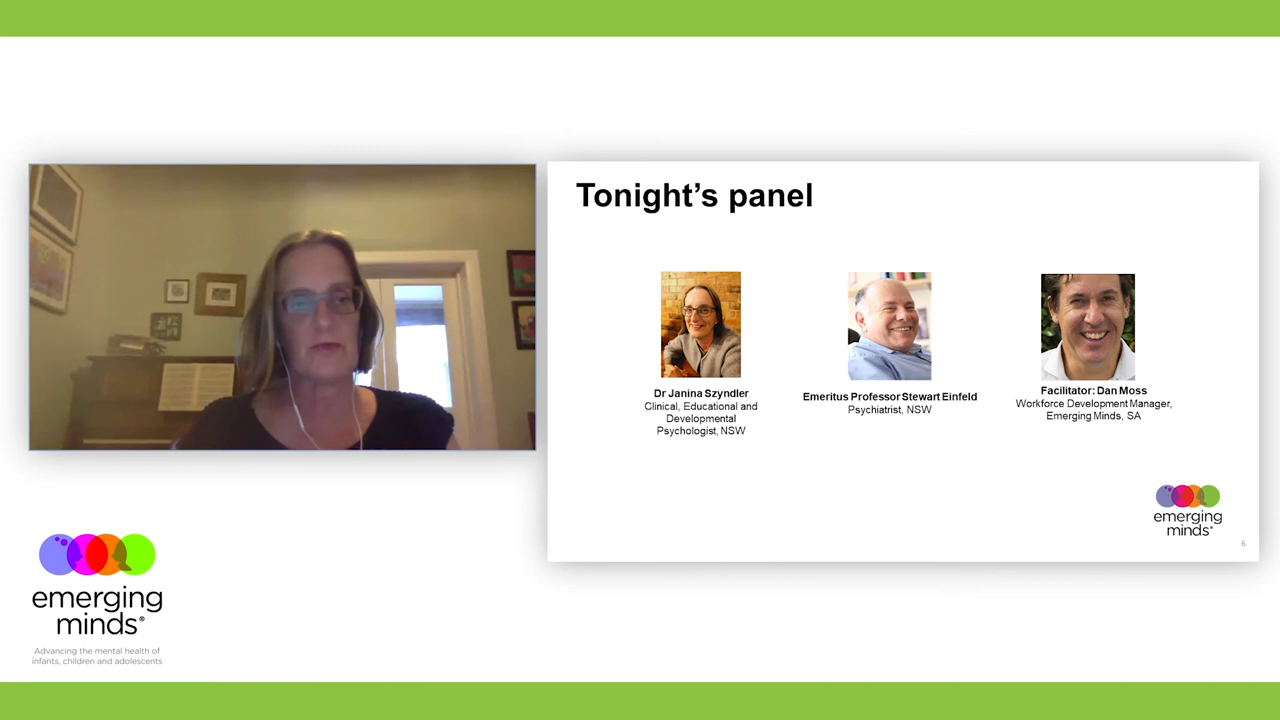 Tonight's panel
Dr Janina Szyndler
Clinical, Educational and
Developmental
Psychologist, NSW
Emeritus Professor Stewart Einfeld
Psychiatrist, NSW
Facilitator: Dan Moss
Workforce Development Manager,
Emerging Minds, SA
emerging
minds®
6
emerging
minds®
Advancing the mental health of
infants, children and adolescents